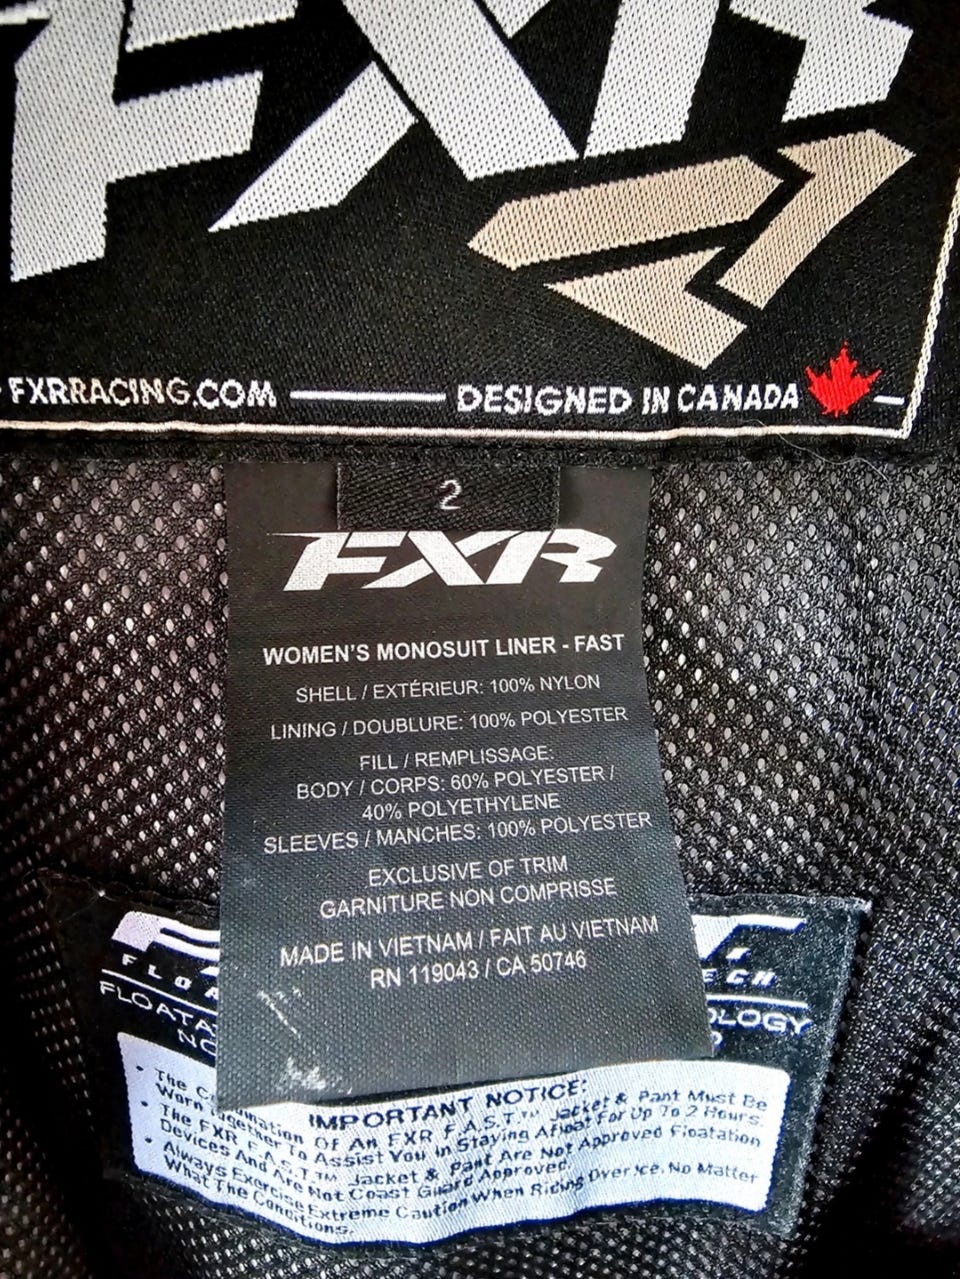 FXR
FXRRACING.COM
DESIGNED IN CANADA
2
FXR
WOMEN'S MONOSUIT LINER - FAST
SHELL / EXTÉRIEUR: 100% NYLON
LINING / DOUBLURE: 100% POLYESTER
FILL / REMPLISSAGE:
BODY / CORPS: 60% POLYESTER /
40% POLYETHYLENE
SLEEVES / MANCHES: 100% POLYESTER
EXCLUSIVE OF TRIM
GARNITURE NON COMPRISSE
MADE IN VIETNAM / FAIT AU VIETNAM
RN 119043 / CA 50746
IMPORTANT NOTICE:
• The Of An FXR F.A.S.T.™ Jacket & Pant Must Be
Worn Together To Assist You In Staying Afloat For Up To 2 Hours.
• The FXR F.A.S.T.™ Jacket & Pant Are Not Approved Floatation
Devices And Are Not Coast Guard Approved.
• Always Exercise Extreme Caution When Riding Over Ice, No Matter
What The Conditions.